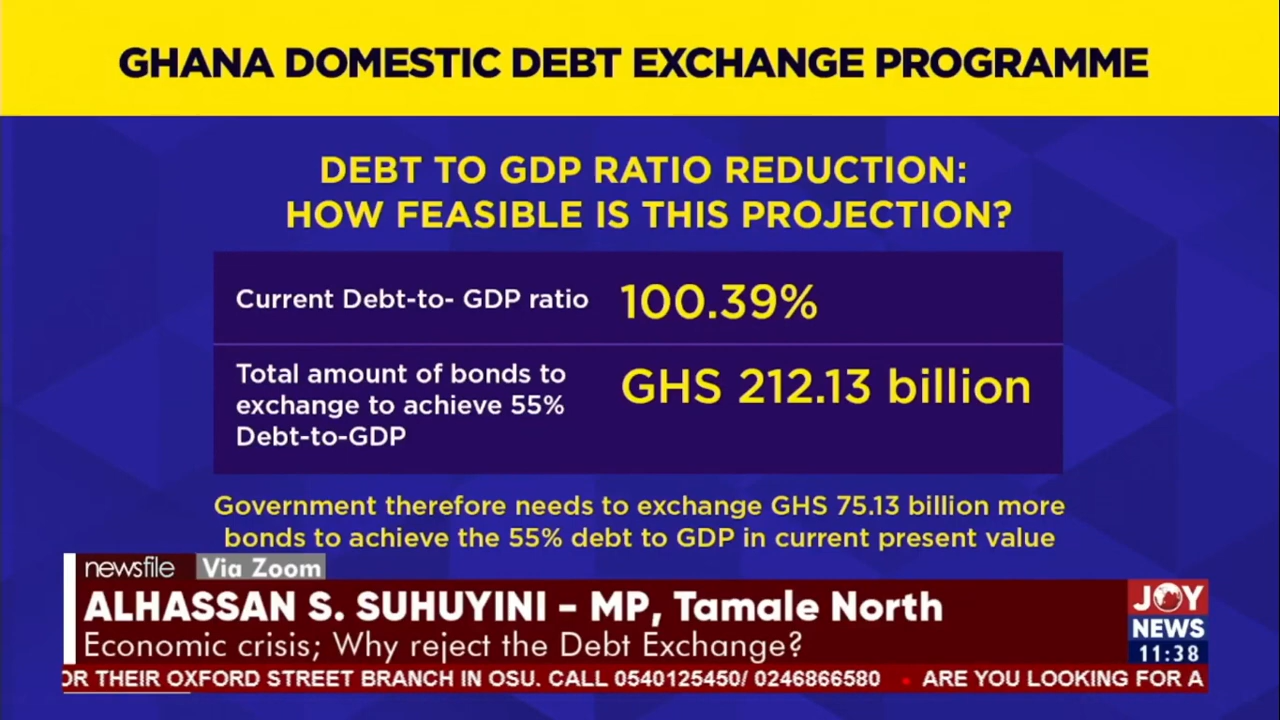 GHANA DOMESTIC DEBT EXCHANGE PROGRAMME
DEBT TO GDP RATIO REDUCTION:
HOW FEASIBLE IS THIS PROJECTION?
Current Debt-to- GDP ratio 100.39%
Total amount of bonds to
exchange to achieve 55%
Debt-to-GDP
GHS 212.13 billion
Government therefore needs to exchange GHS 75.13 billion more
bonds to achieve the 55% debt to GDP in current present value
newsfile Via Zoom
ALHASSAN S. SUHUYINI - MP, Tamale North
Economic crisis; Why reject the Debt Exchange?
JOY
NEWS
11:38
OR THEIR OXFORD STREET BRANCH IN OSU. CALL 0540125450/ 0246866580 • ARE YOU LOOKING FOR A